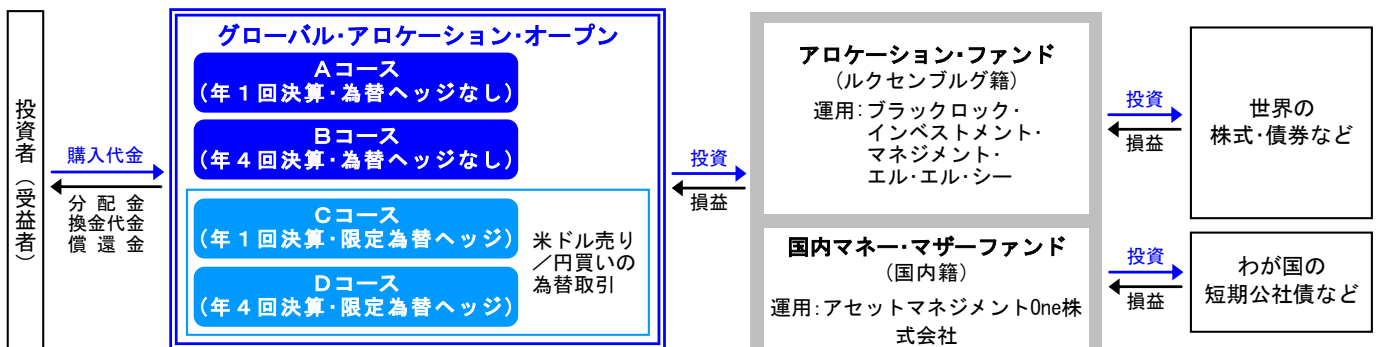 投資者（受益者）
購入代金
分配金
換金代金
償還金
グローバル・アロケーション・オープン
Aコース
（年１回決算・為替ヘッジなし）
Bコース
（年４回決算・為替ヘッジなし）
Cコース
（年１回決算・限定為替ヘッジ）
Dコース
（年４回決算・限定為替ヘッジ）
米ドル売り
／円買いの
為替取引
投資
損益
アロケーション・ファンド
（ルクセンブルグ籍）
運用：ブラックロック・
インベストメント・
マネジメント・
エル・エル・シー
投資
損益
世界の
株式・債券など
国内マネー・マザーファンド
（国内籍）
運用：アセットマネジメントOne株
式会社
投資
損益
わが国の
短期公社債など